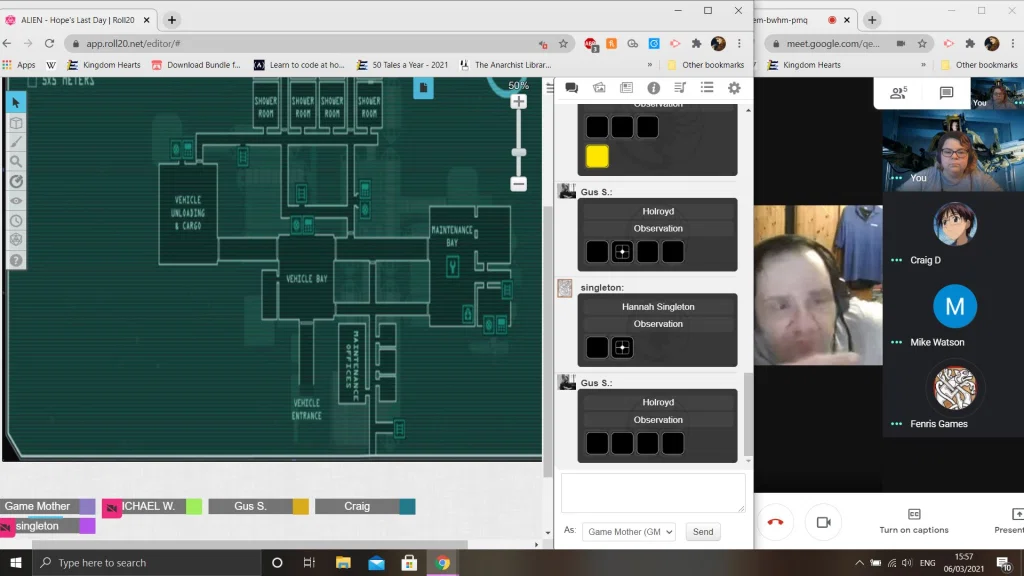 ALIEN - Hope's Last Day | Roll20
app.roll20.net/editor/#
Apps
Kingdom Hearts
Download Bundle f...
Learn to code at ho...
50 Tales a Year - 2021
The Anarchist Librar...
»
Other bookmarks
em-bwhm-pmq
meet.google.com/qe...
Kingdom Hearts
»
Other bookmarks
5X5 METERS
50%
SHOWER ROOM
SHOWER ROOM
SHOWER ROOM
SHOWER ROOM
VEHICLE
UNLOADING
& CARGO
MAINTENANCE
BAY
VEHICLE BAY
MAINTENANCE
OFFICES
VEHICLE
ENTRANCE
Observation
Gus S.:
Holroyd
Observation
singleton:
Hannah Singleton
Observation
Gus S.:
Holroyd
Observation
As:
Game Mother (GM
Send
Game Mother
ICHAEL W.
Gus S.
Craig
singleton
5
You
You
Craig D
M
Mike Watson
Fenris Games
Turn on captions
Present
Type here to search
ENG
15:57
06/03/2021
10